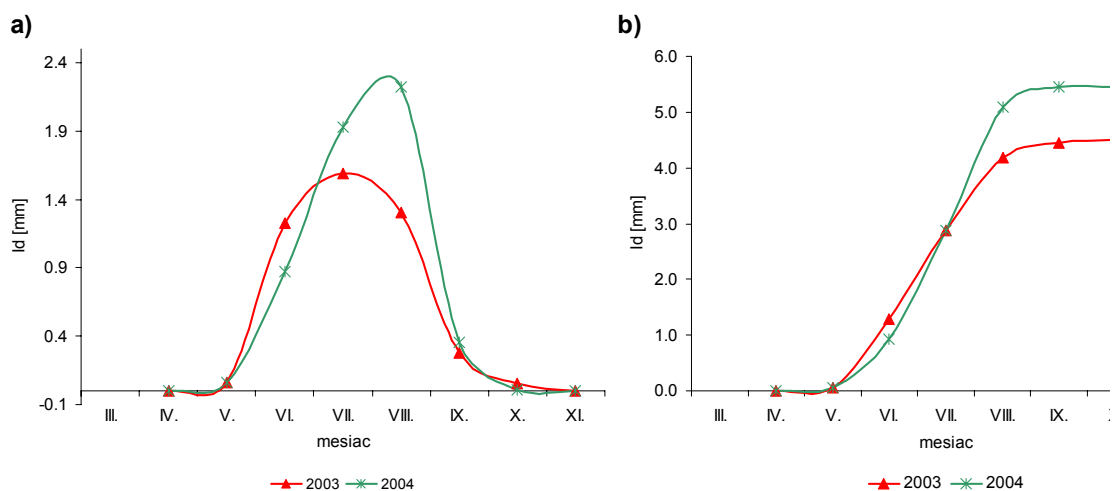 a)
Id [mm]
2.4
1.9
1.4
0.9
0.4
-0.1
III. IV. V. VI. VII. VIII. IX. X. XI.
mesiac
2003 2004
b)
Id [mm]
6.0
5.0
4.0
3.0
2.0
1.0
0.0
III. IV. V. VI. VII. VIII. IX.
mesiac
2003 2004